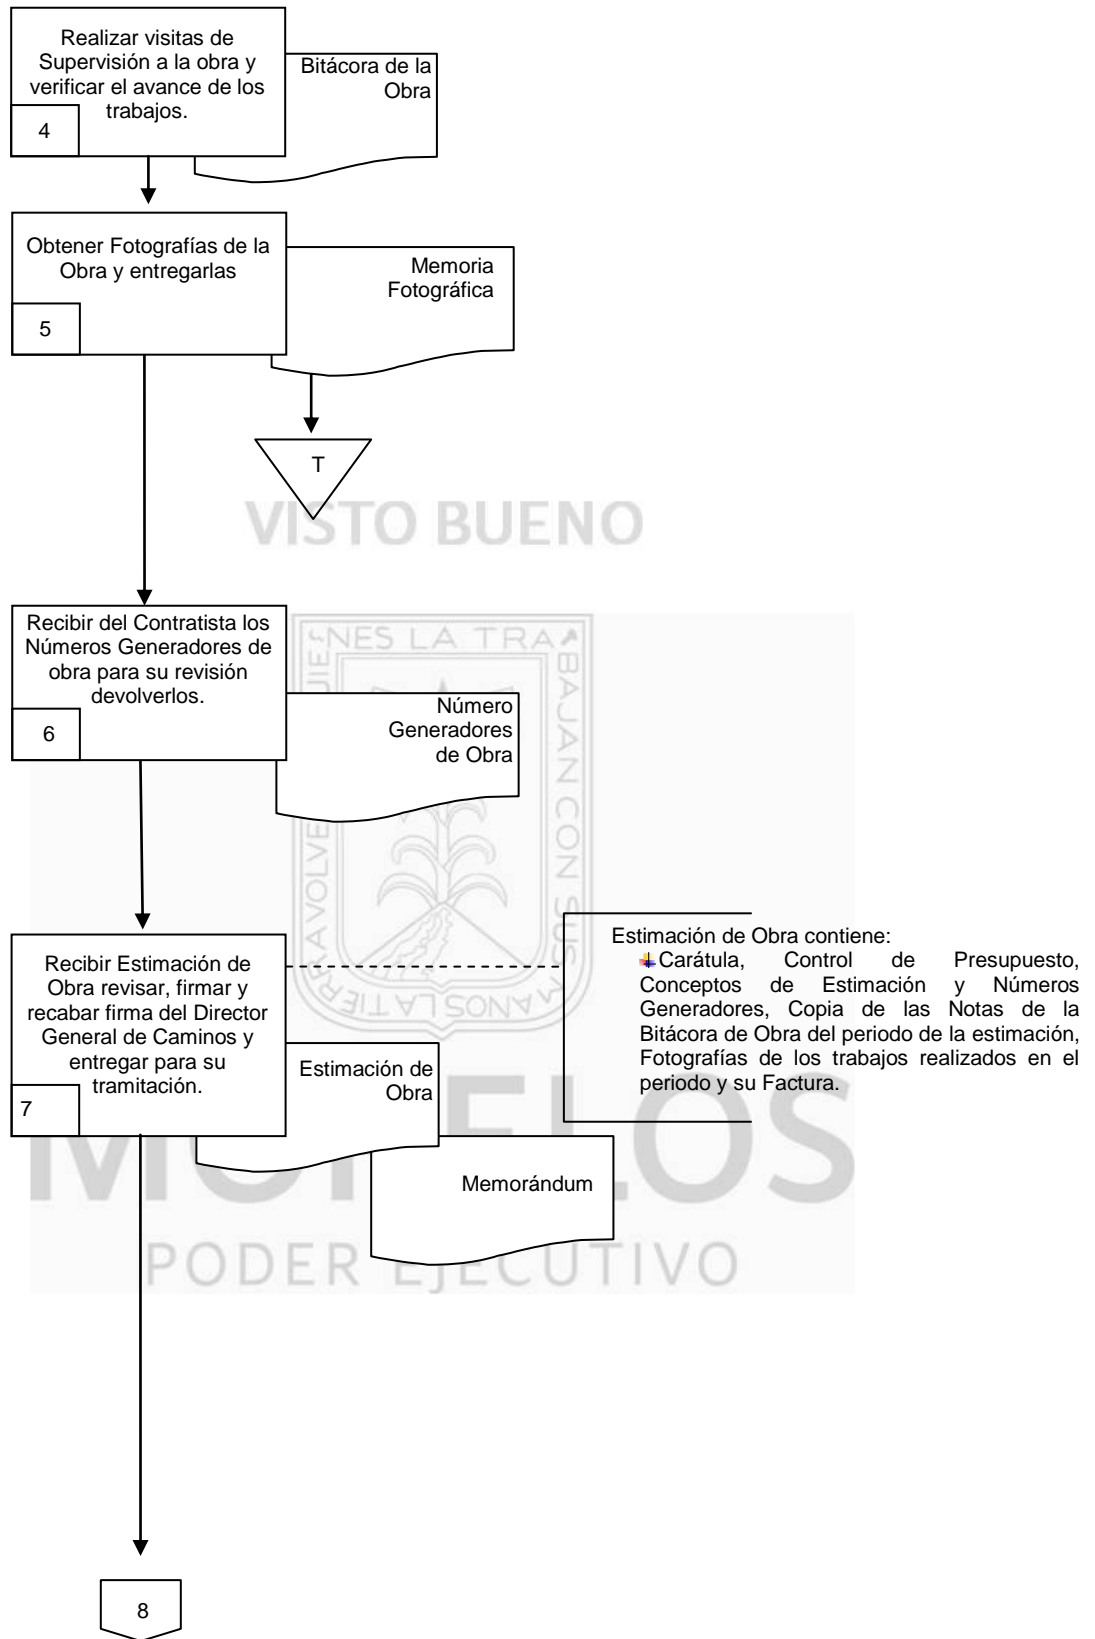 Realizar visitas de
Supervisión a la obra y
verificar el avance de los
trabajos.
4
Bitácora de la
Obra
Obtener Fotografías de la
Obra y entregarlas
5
Memoria
Fotográfica
T
VISTO BUENO
Recibir del Contratista los
Números Generadores de
obra para su revisión
devolverlos.
6
Número
Generadores
de Obra
Recibir Estimación de
Obra revisar, firmar y
recabar firma del Director
General de Caminos y
entregar para su
tramitación.
7
Estimación de
Obra
Memorándum
Estimación de Obra contiene:
Carátula, Control de Presupuesto,
Conceptos de Estimación y Números
Generadores, Copia de las Notas de la
Bitácora de Obra del periodo de la estimación,
Fotografías de los trabajos realizados en el
periodo y su Factura.
PODER EJECUTIVO
8